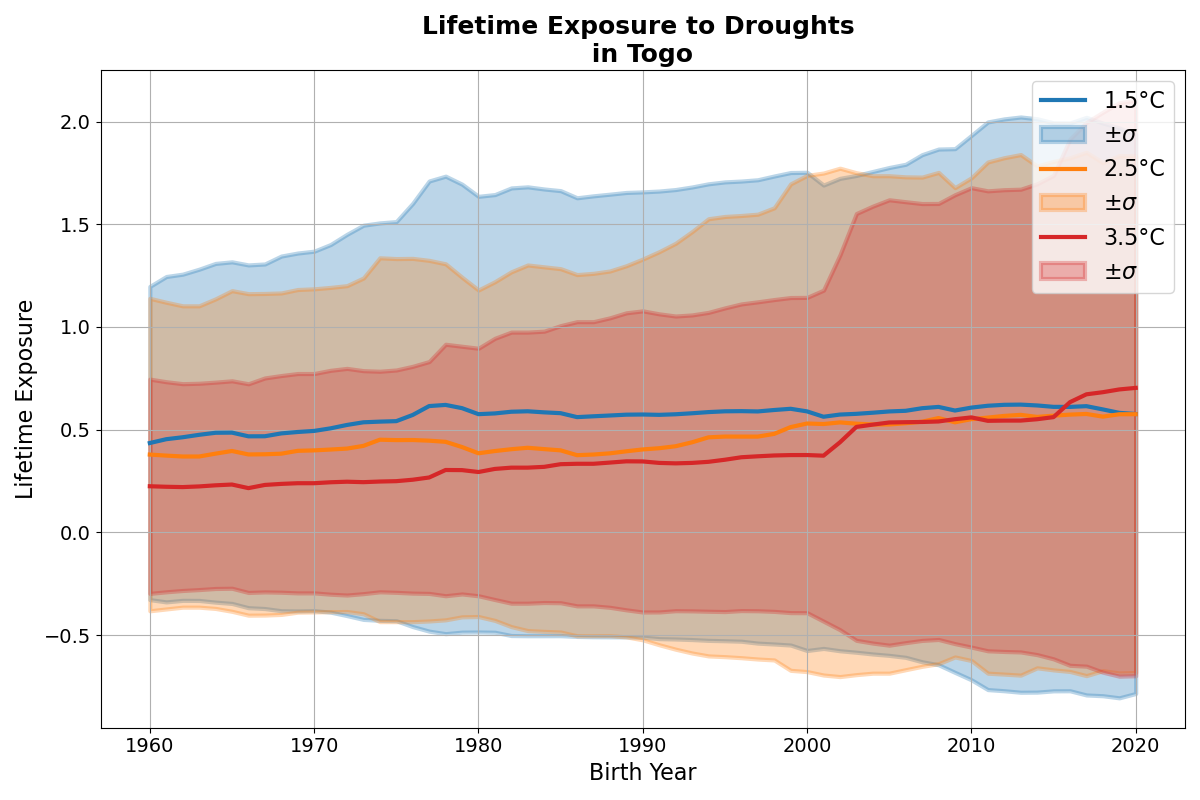 Lifetime Exposure to Droughts
in Togo
Lifetime Exposure
2.0
1.5
1.0
0.5
0.0
−0.5
1960
1970
1980
1990
2000
2010
2020
Birth Year
1.5°C
±σ
2.5°C
±σ
3.5°C
±σ